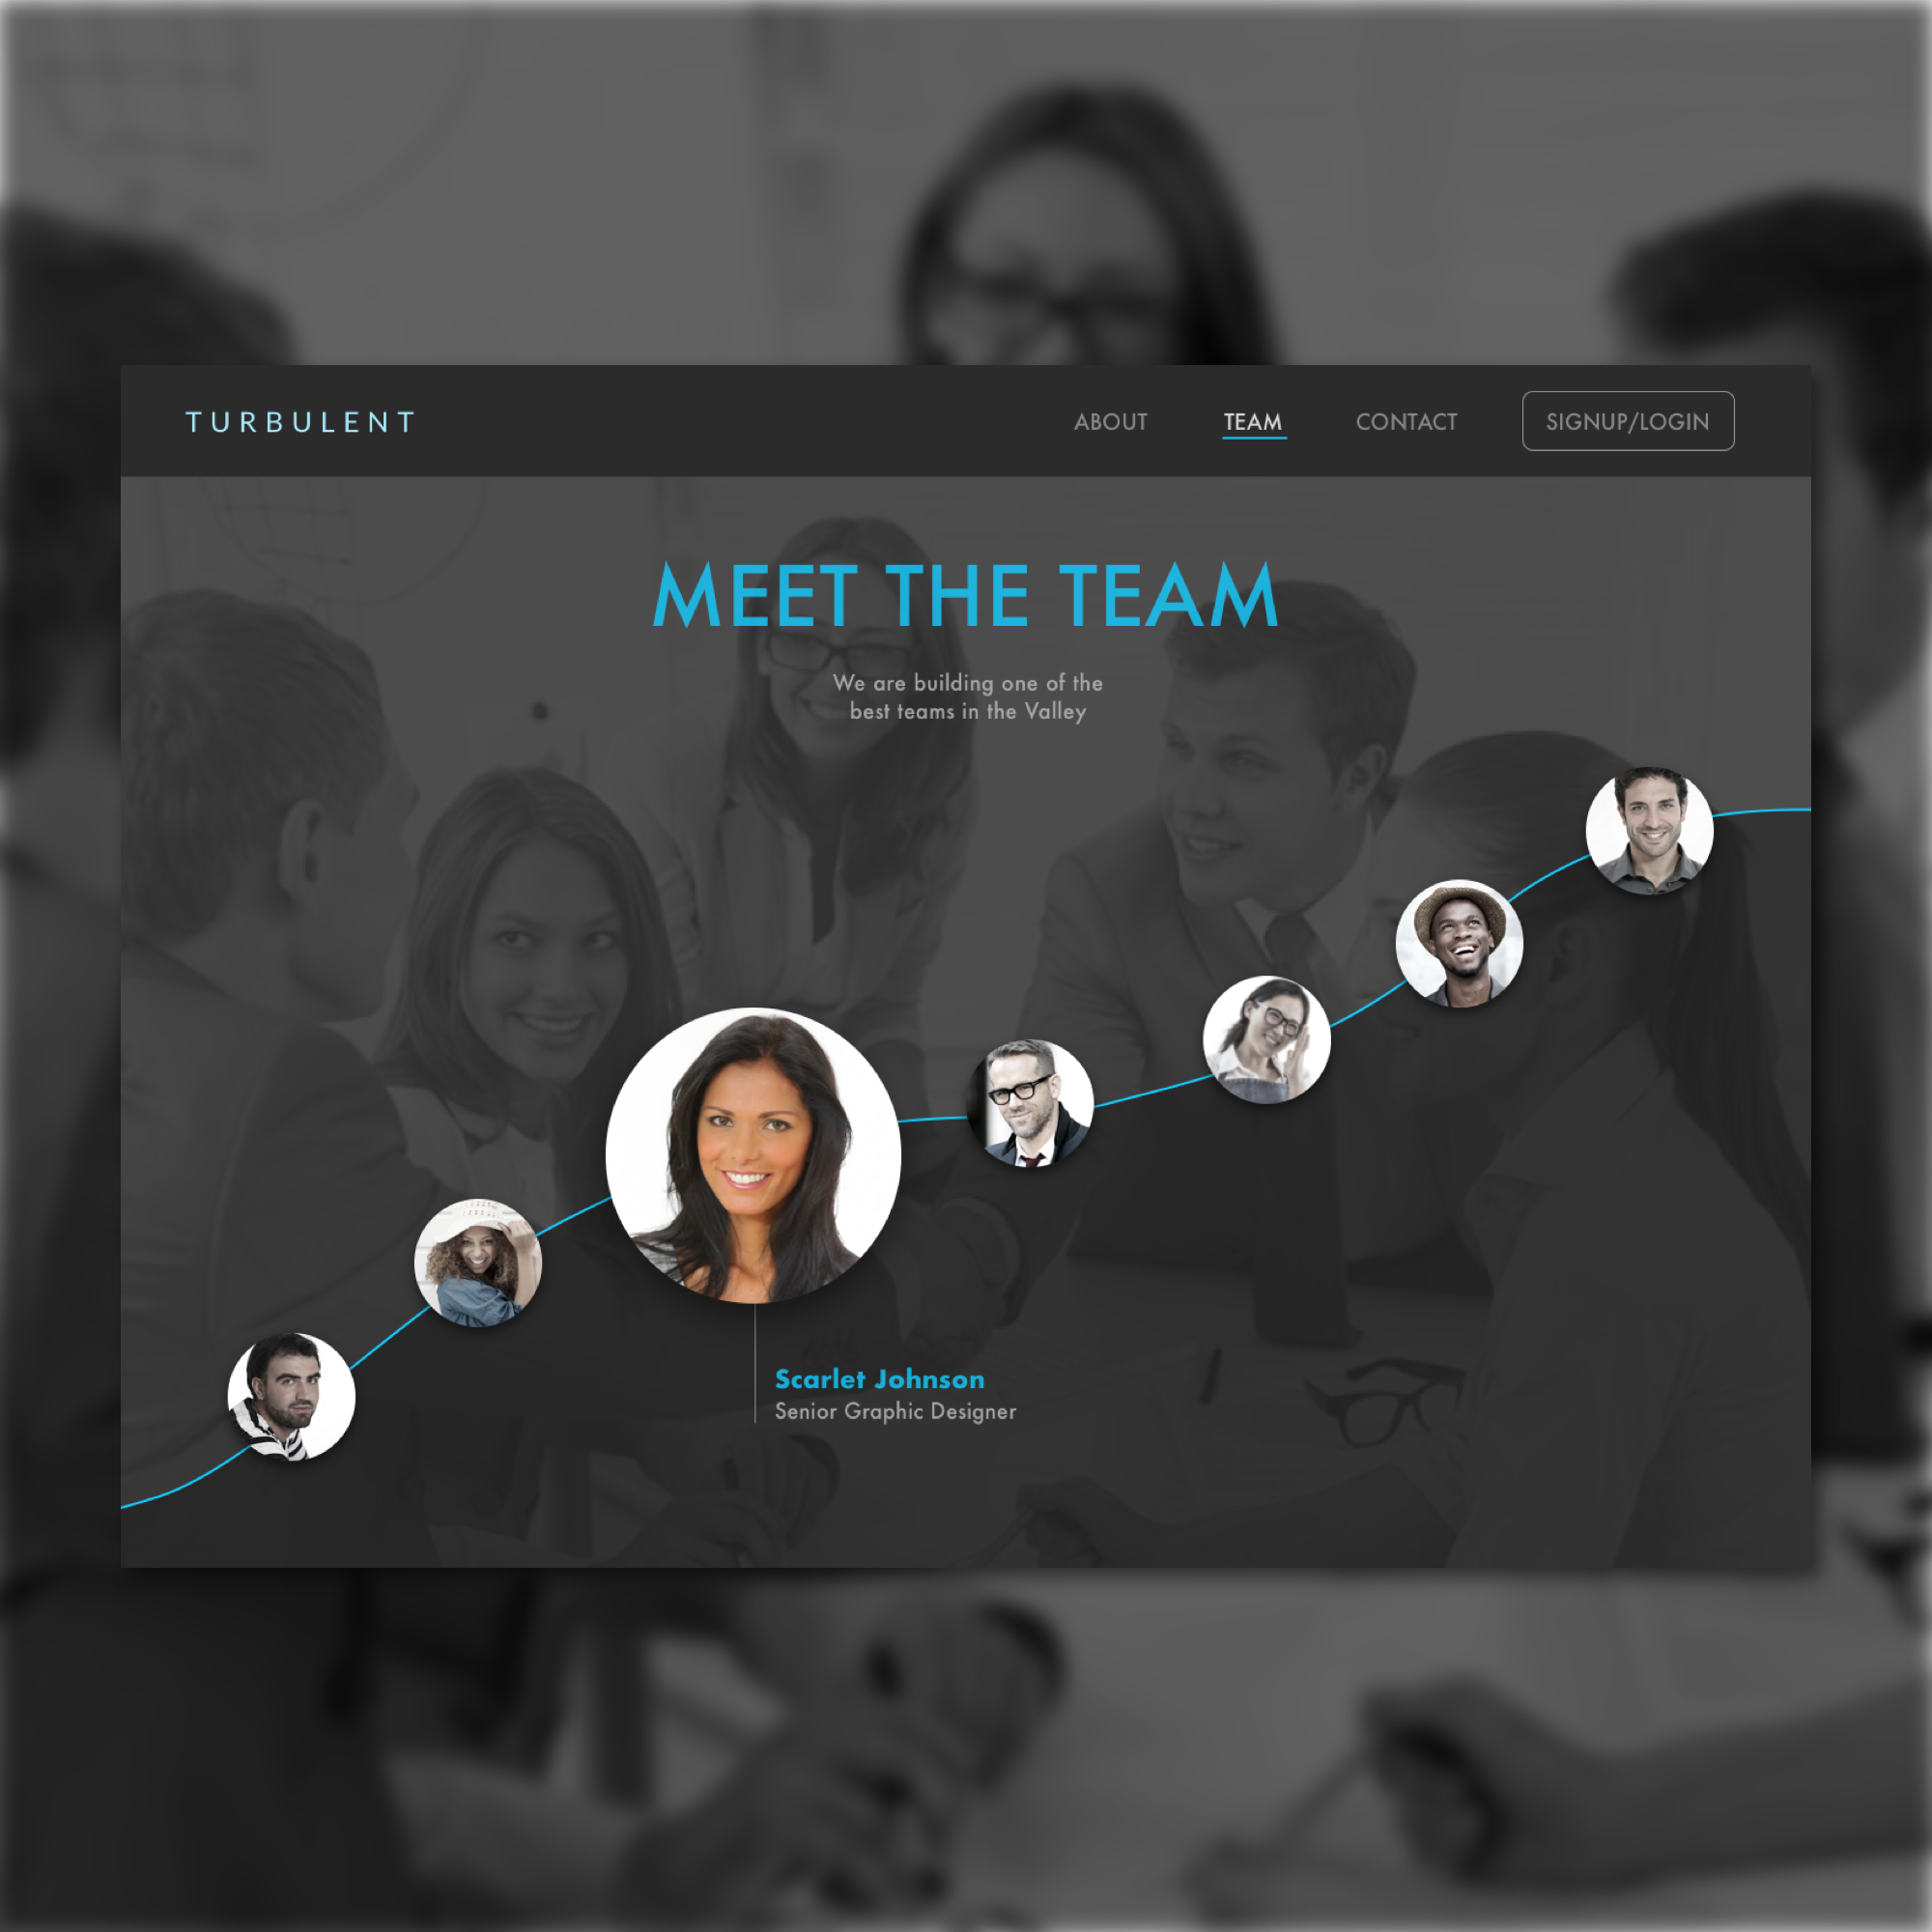 TURBULENT
ABOUT TEAM CONTACT SIGNUP/LOGIN
MEET THE TEAM
We are building one of the
best teams in the Valley
Scarlet Johnson
Senior Graphic Designer